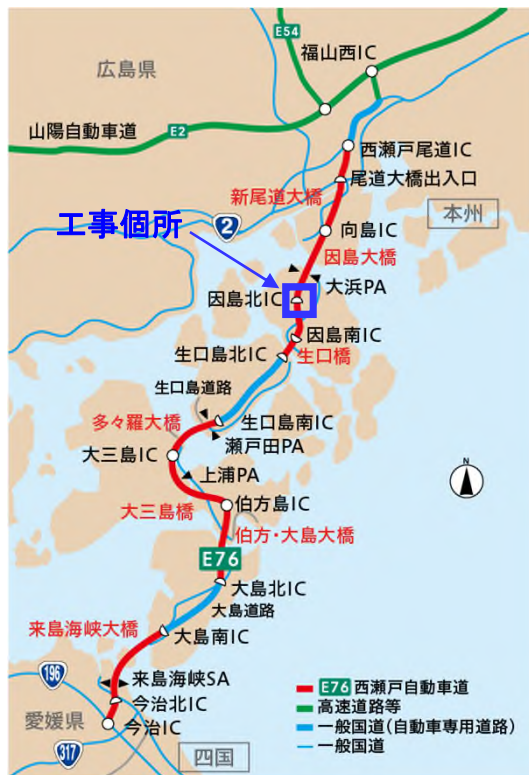 E54
福山西IC
広島県
山陽自動車道
E2
西瀬戸尾道IC
尾道大橋出入口
新尾道大橋
本州
2
工事個所
向島IC
因島大橋
大浜PA
因島北IC
因島南IC
生口島北IC
生口橋
生口島道路
多々羅大橋
生口島南IC
瀬戸田PA
大三島IC
上浦PA
N
伯方島IC
大三島橋
伯方・大島大橋
E76
大島北IC
大島道路
来島海峡大橋
大島南IC
196
来島海峡SA
今治北IC
愛媛県
今治IC
317
四国
E76 西瀬戸自動車道
高速道路等
一般国道(自動車専用道路)
一般国道